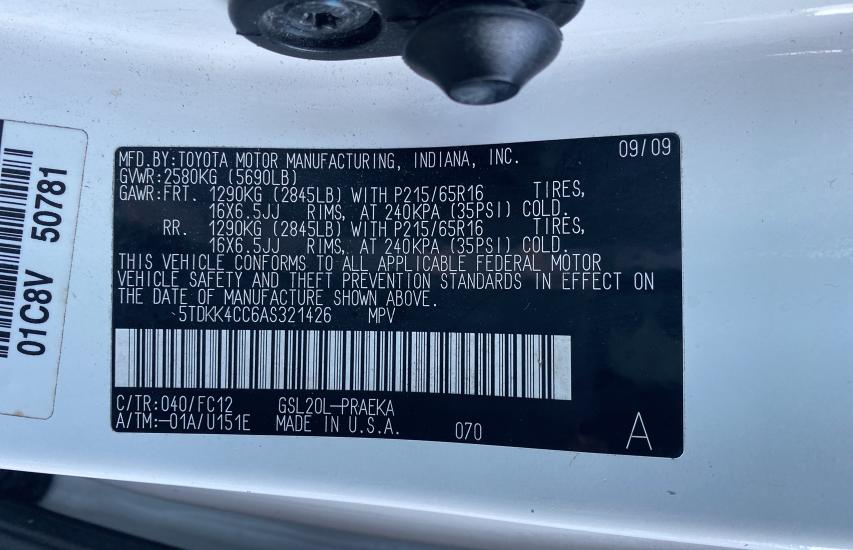 MFD.BY:TOYOTA MOTOR MANUFACTURING, INDIANA, INC. 09/09
GVWR:2580KG (5690LB)
GAWR:FRT. 1290KG (2845LB) WITH P215/65R16 TIRES,
16X6.5JJ RIMS, AT 240KPA (35PSI) COLD.
RR. 1290KG (2845LB) WITH P215/65R16 TIRES,
16X6.5JJ RIMS, AT 240KPA (35PSI) COLD.
THIS VEHICLE CONFORMS TO ALL APPLICABLE FEDERAL MOTOR
VEHICLE SAFETY AND THEFT PREVENTION STANDARDS IN EFFECT ON
THE DATE OF MANUFACTURE SHOWN ABOVE.
5TDKK4CC6AS321426 MPV
C/TR:040/FC12 GSL20L-PRAEKA
A/TM:-01A/U151E MADE IN U.S.A. 070 A
01C8V 50781